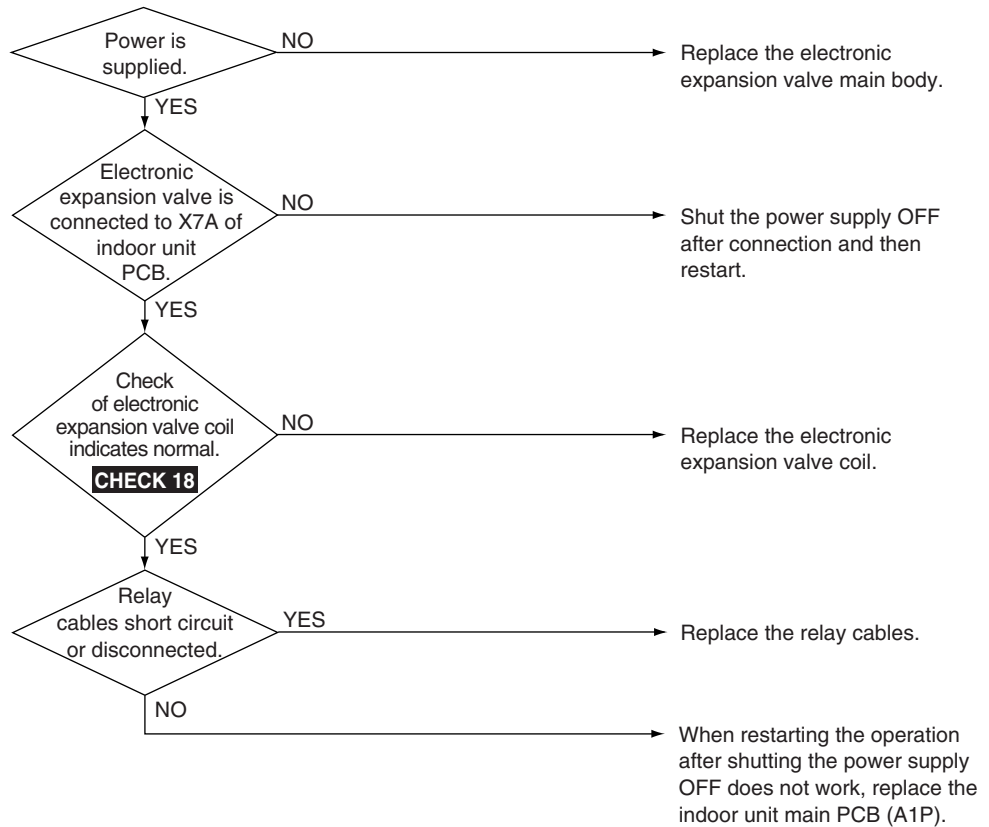 Power is
supplied.
NO
Replace the electronic
expansion valve main body.
YES
Electronic
expansion valve is
connected to X7A of
indoor unit
PCB.
NO
Shut the power supply OFF
after connection and then
restart.
YES
Check
of electronic
expansion valve coil
indicates normal.
CHECK 18
NO
Replace the electronic
expansion valve coil.
YES
Relay
cables short circuit
or disconnected.
YES
Replace the relay cables.
NO
When restarting the operation
after shutting the power supply
OFF does not work, replace the
indoor unit main PCB (A1P).